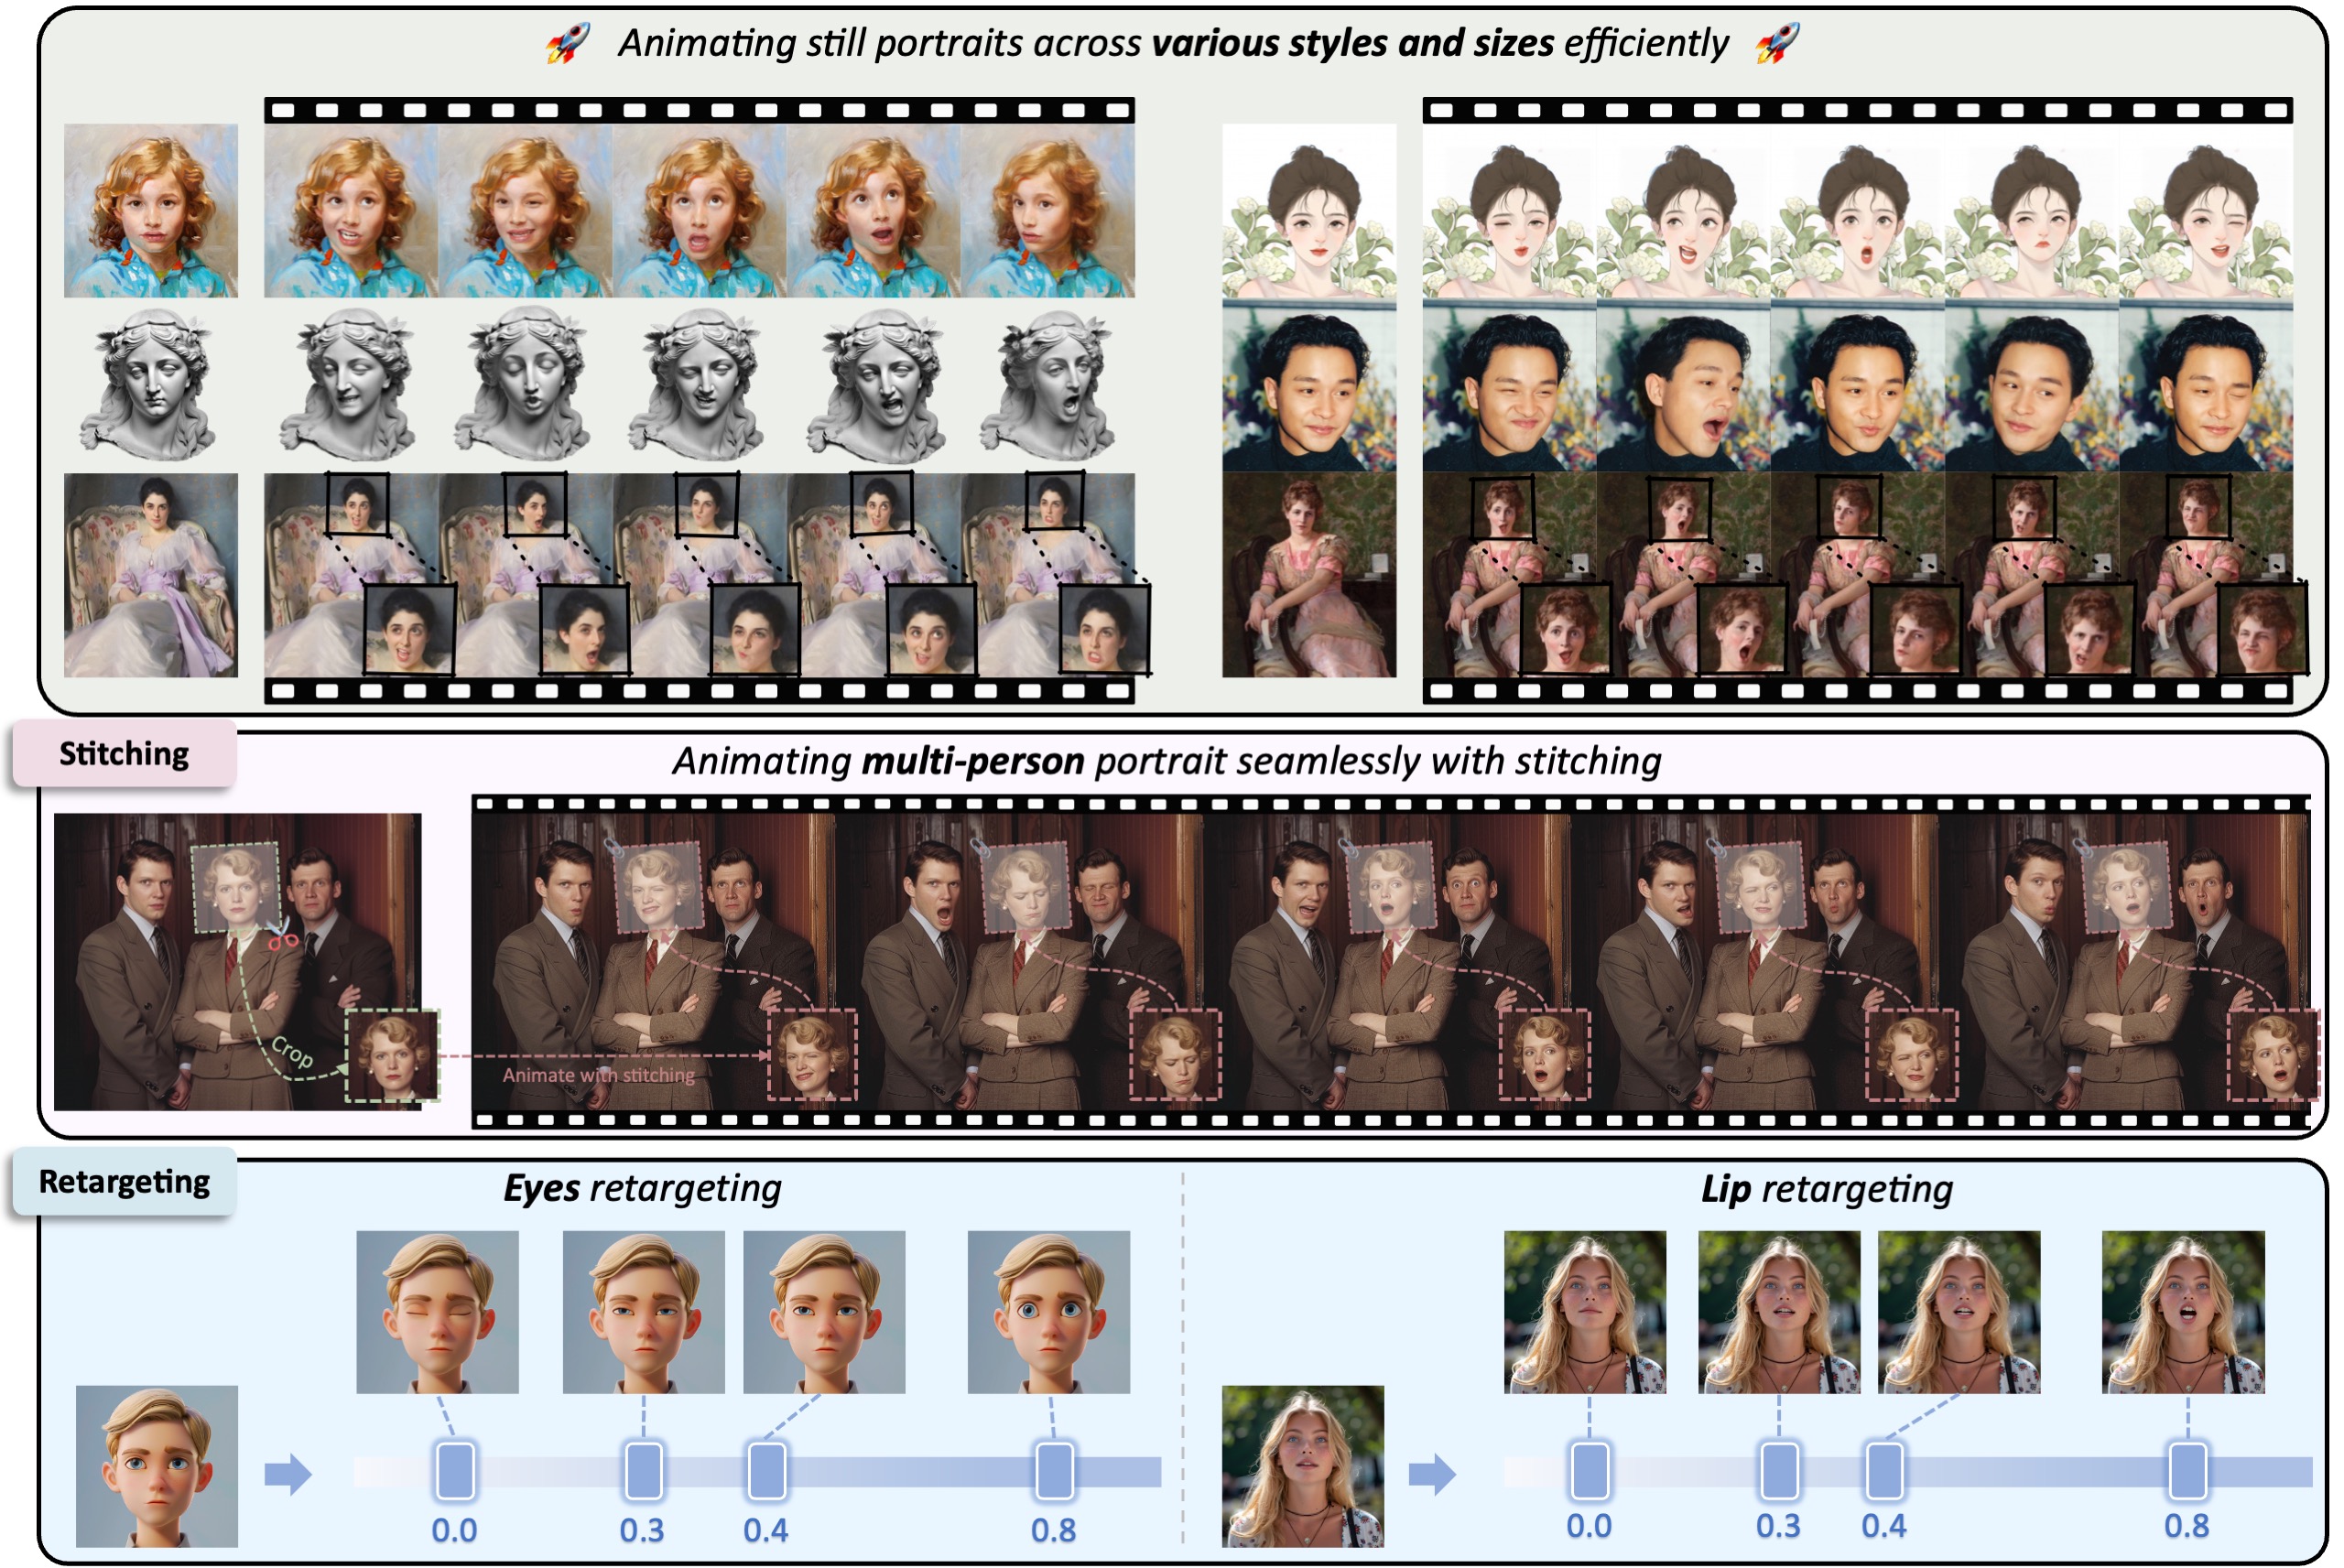 🚀 Animating still portraits across various styles and sizes efficiently 🚀
Stitching
Animating multi-person portrait seamlessly with stitching
Crop
Animate with stitching
Retargeting
Eyes retargeting
0.0 0.3 0.4 0.8
Lip retargeting
0.0 0.3 0.4 0.8